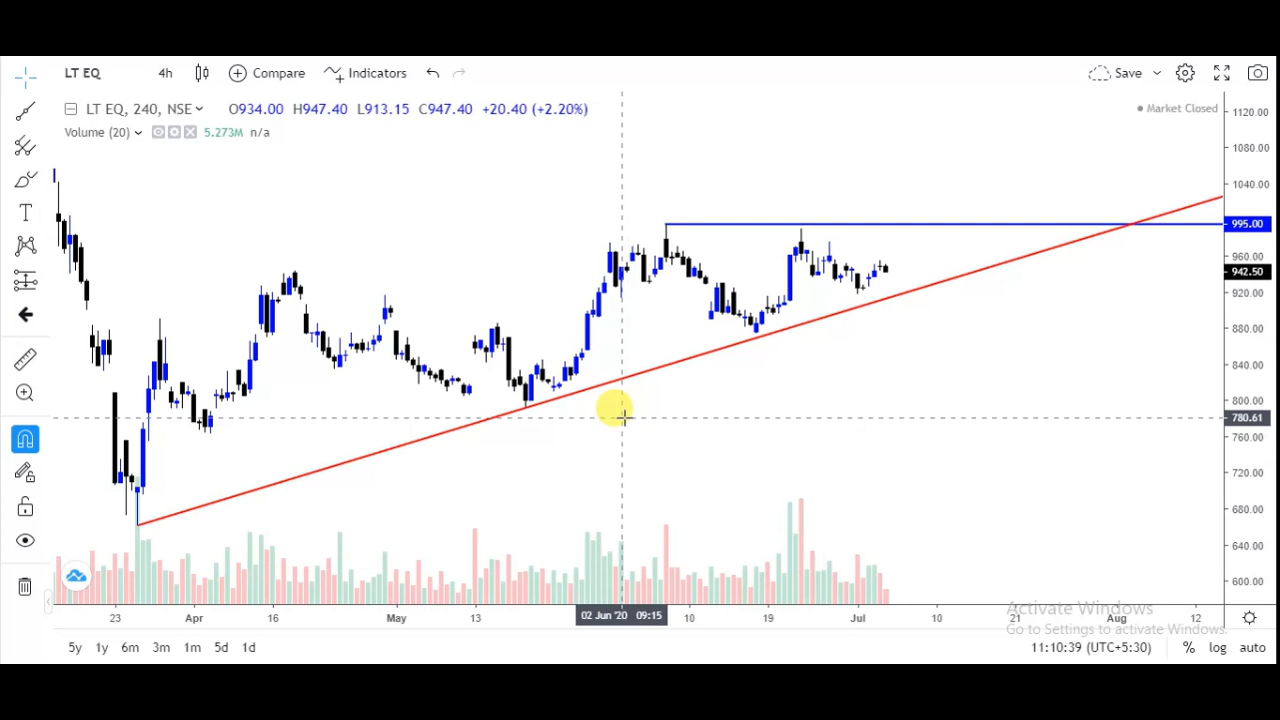 LT EQ 4h Compare Indicators Save
LT EQ, 240, NSE O934.00 H947.40 L913.15 C947.40 +20.40 (+2.20%)
Market Closed
Volume (20) 5.273M n/a
1120.00
1080.00
1040.00
995.00
960.00
942.50
920.00
880.00
840.00
800.00
780.61
760.00
720.00
680.00
640.00
600.00
23 Apr 16 May 13 02 Jun '20 09:15 10 19 Jul 10 21 Aug 12
Activate Windows
Go to Settings to activate Windows.
5y 1y 6m 3m 1m 5d 1d 11:10:39 (UTC+5:30) % log auto